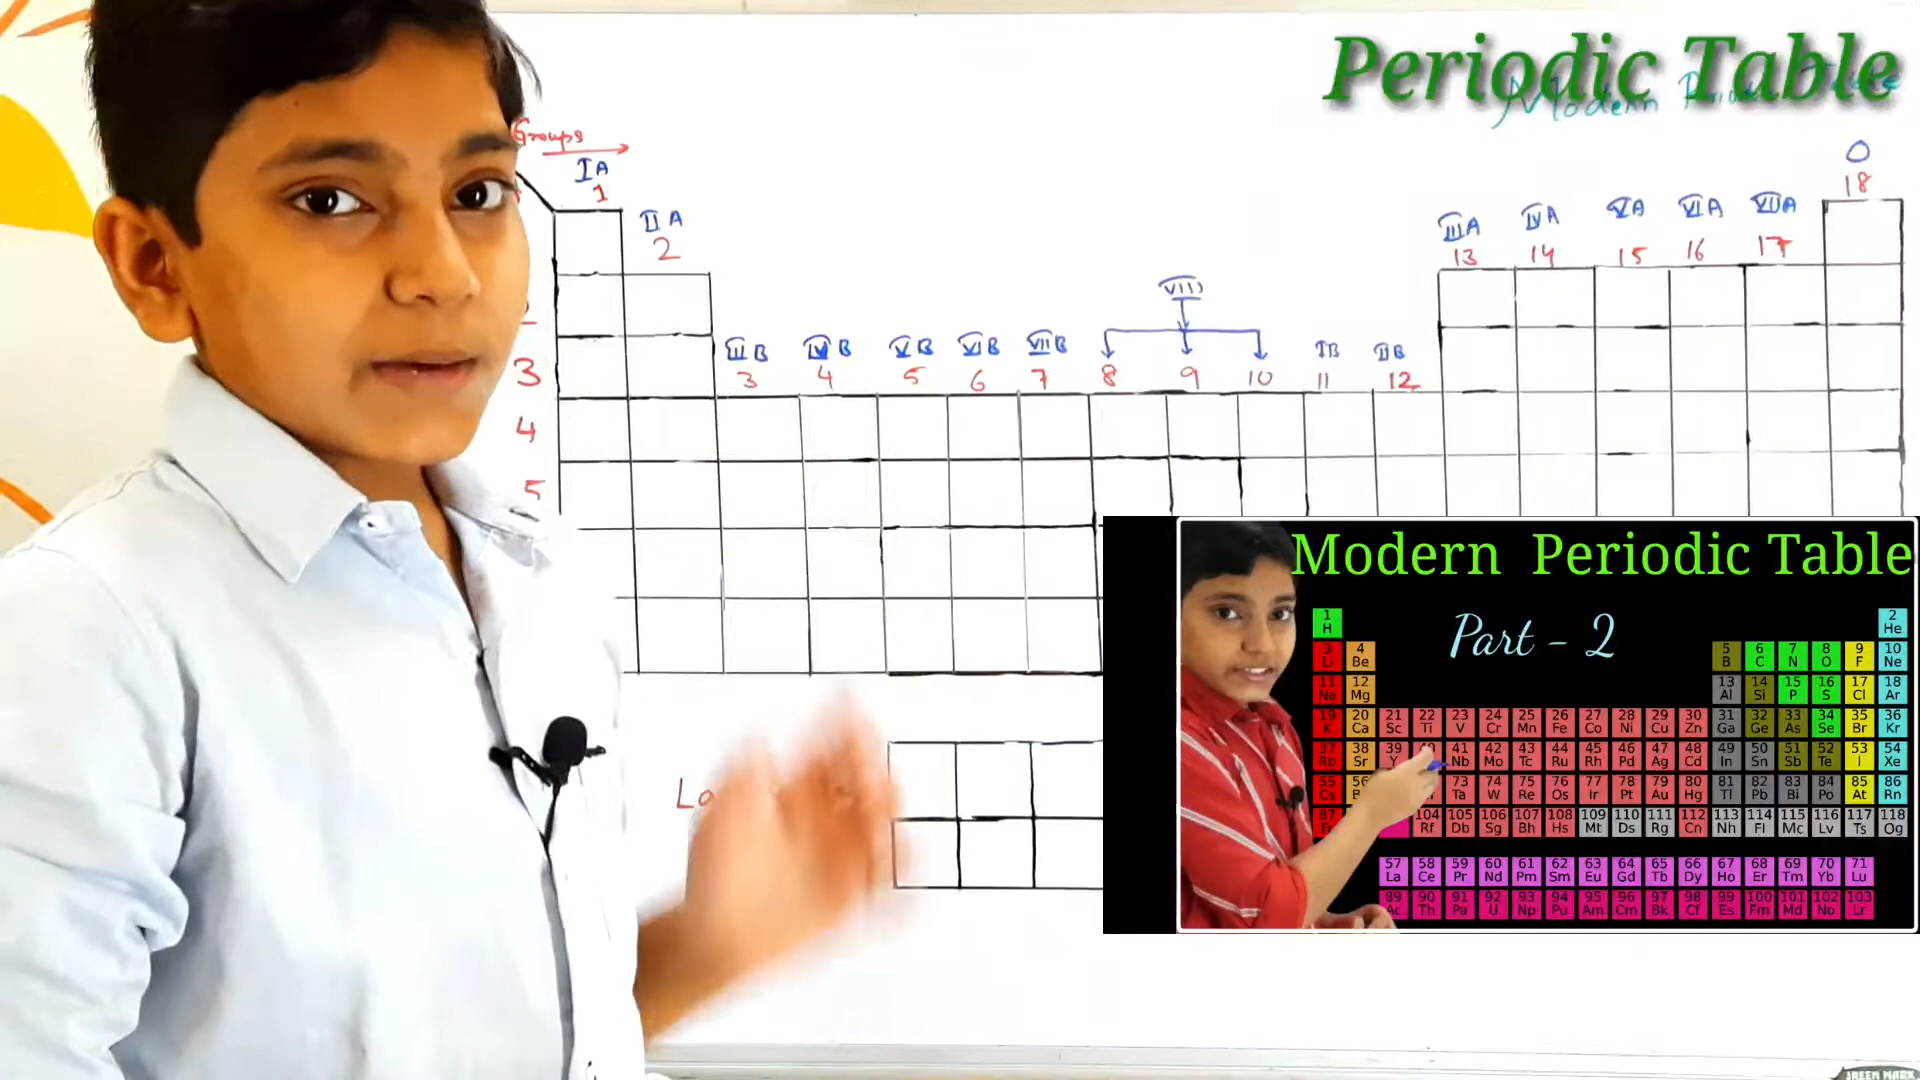 Periodic Table
Modern Periodic Table
Groups
IA
1
IIA
2
IIIB IVB VB VIB VIIB VIII IB IIB
3 4 5 6 7 8 9 10 11 12
IIIA IVA VA VIA VIIA O
13 14 15 16 17 18
3
4
5
La
Modern Periodic Table
Part - 2
1 2
H He
3 4 5 6 7 8 9 10
Li Be B C N O F Ne
11 12 13 14 15 16 17 18
Na Mg Al Si P S Cl Ar
19 20 21 22 23 24 25 26 27 28 29 30 31 32 33 34 35 36
K Ca Sc Ti V Cr Mn Fe Co Ni Cu Zn Ga Ge As Se Br Kr
37 38 39 41 42 43 44 45 46 47 48 49 50 51 52 53 54
Rb Sr Y Nb Mo Tc Ru Rh Pd Ag Cd In Sn Sb Te I Xe
55 56 73 74 75 76 77 78 79 80 81 82 83 84 85 86
Cs Ta W Re Os Ir Pt Au Hg Tl Pb Bi Po At Rn
87 104 105 106 107 108 109 110 111 112 113 114 115 116 117 118
Rf Db Sg Bh Hs Mt Ds Rg Cn Nh Fl Mc Lv Ts Og
57 58 59 60 61 62 63 64 65 66 67 68 69 70 71
La Ce Pr Nd Pm Sm Eu Gd Tb Dy Ho Er Tm Yb Lu
89 90 91 92 93 94 95 96 97 98 99 100 101 102 103
Ac Th Pa U Np Pu Am Cm Bk Cf Es Fm Md No Lr